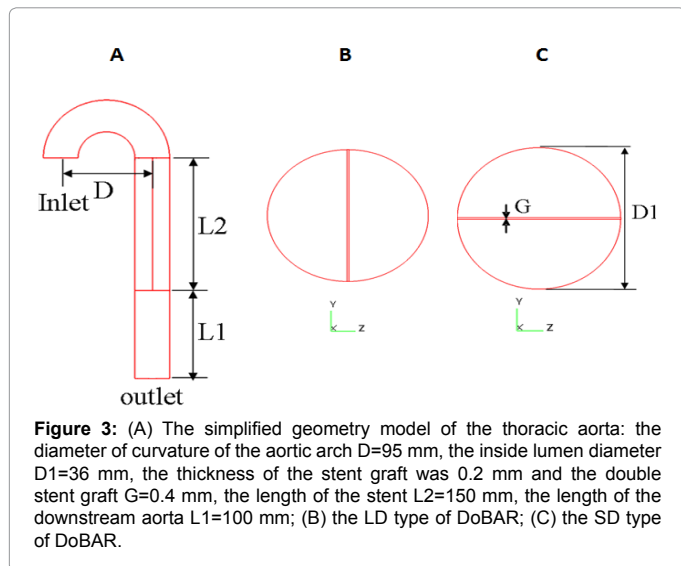 A B C
Inlet D
L2
L1
outlet
G
D1
Y
X Z
Y
X Z
Figure 3: (A) The simplified geometry model of the thoracic aorta: the
diameter of curvature of the aortic arch D=95 mm, the inside lumen diameter
D1=36 mm, the thickness of the stent graft was 0.2 mm and the double
stent graft G=0.4 mm, the length of the stent L2=150 mm, the length of the
downstream aorta L1=100 mm; (B) the LD type of DoBAR; (C) the SD type
of DoBAR.